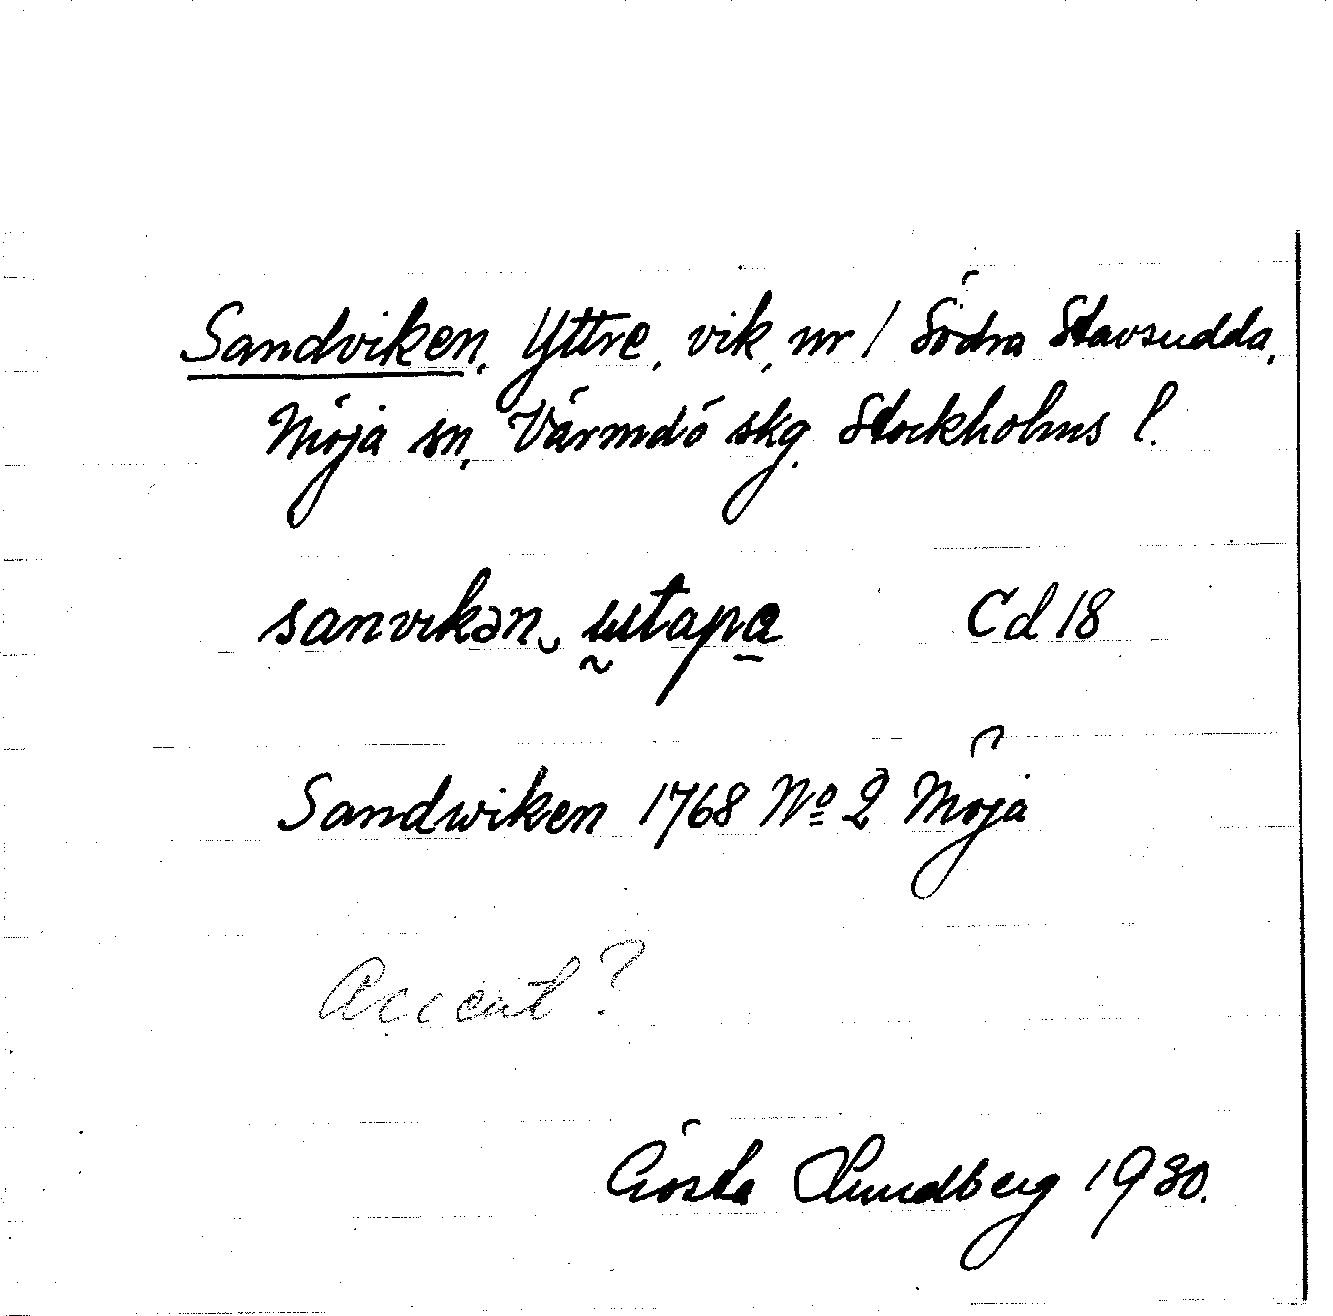 Sandviken, Yttre, vik, nr 1 Södra Stavsudda,
Möja sn, Värmdö skg. Stockholms l.
sanvikən, ʉtapa Cd 18
Sandwiken 1768 Nº 2 Möja
Accent?
Gösta Lundberg 1930.